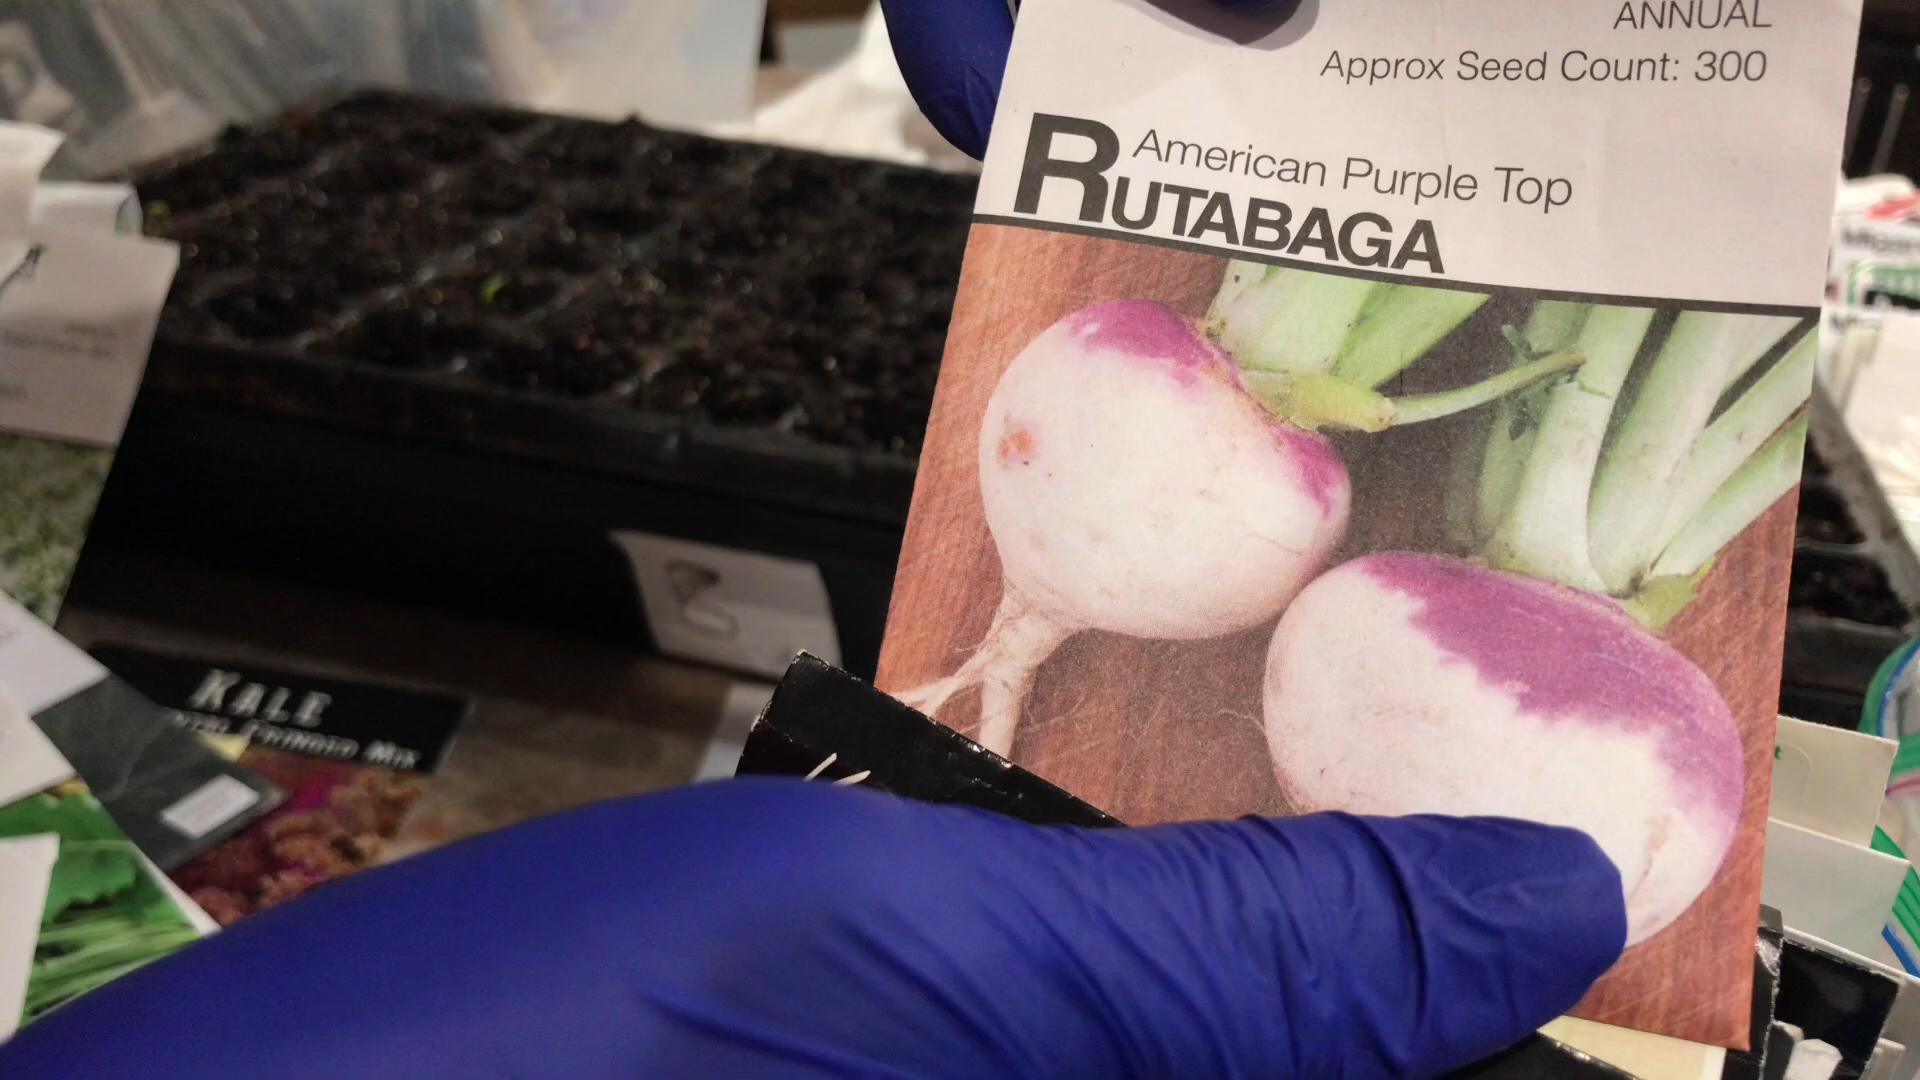 ANNUAL
Approx Seed Count: 300
American Purple Top
RUTABAGA
KALE